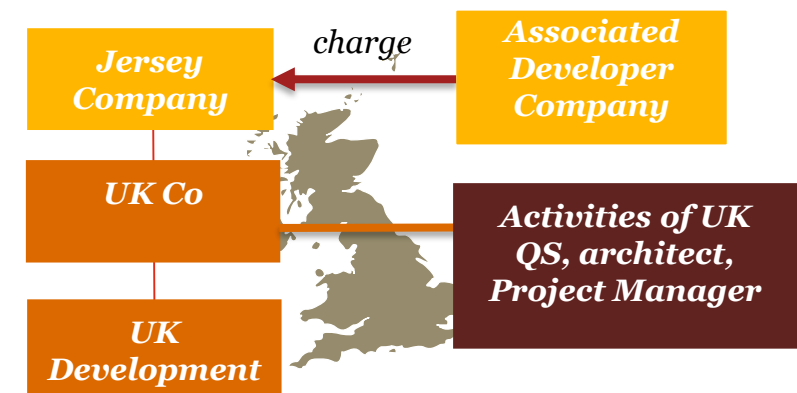 Jersey
Company
charge
Associated
Developer
Company
UK Co
Activities of UK
QS, architect,
Project Manager
UK
Development